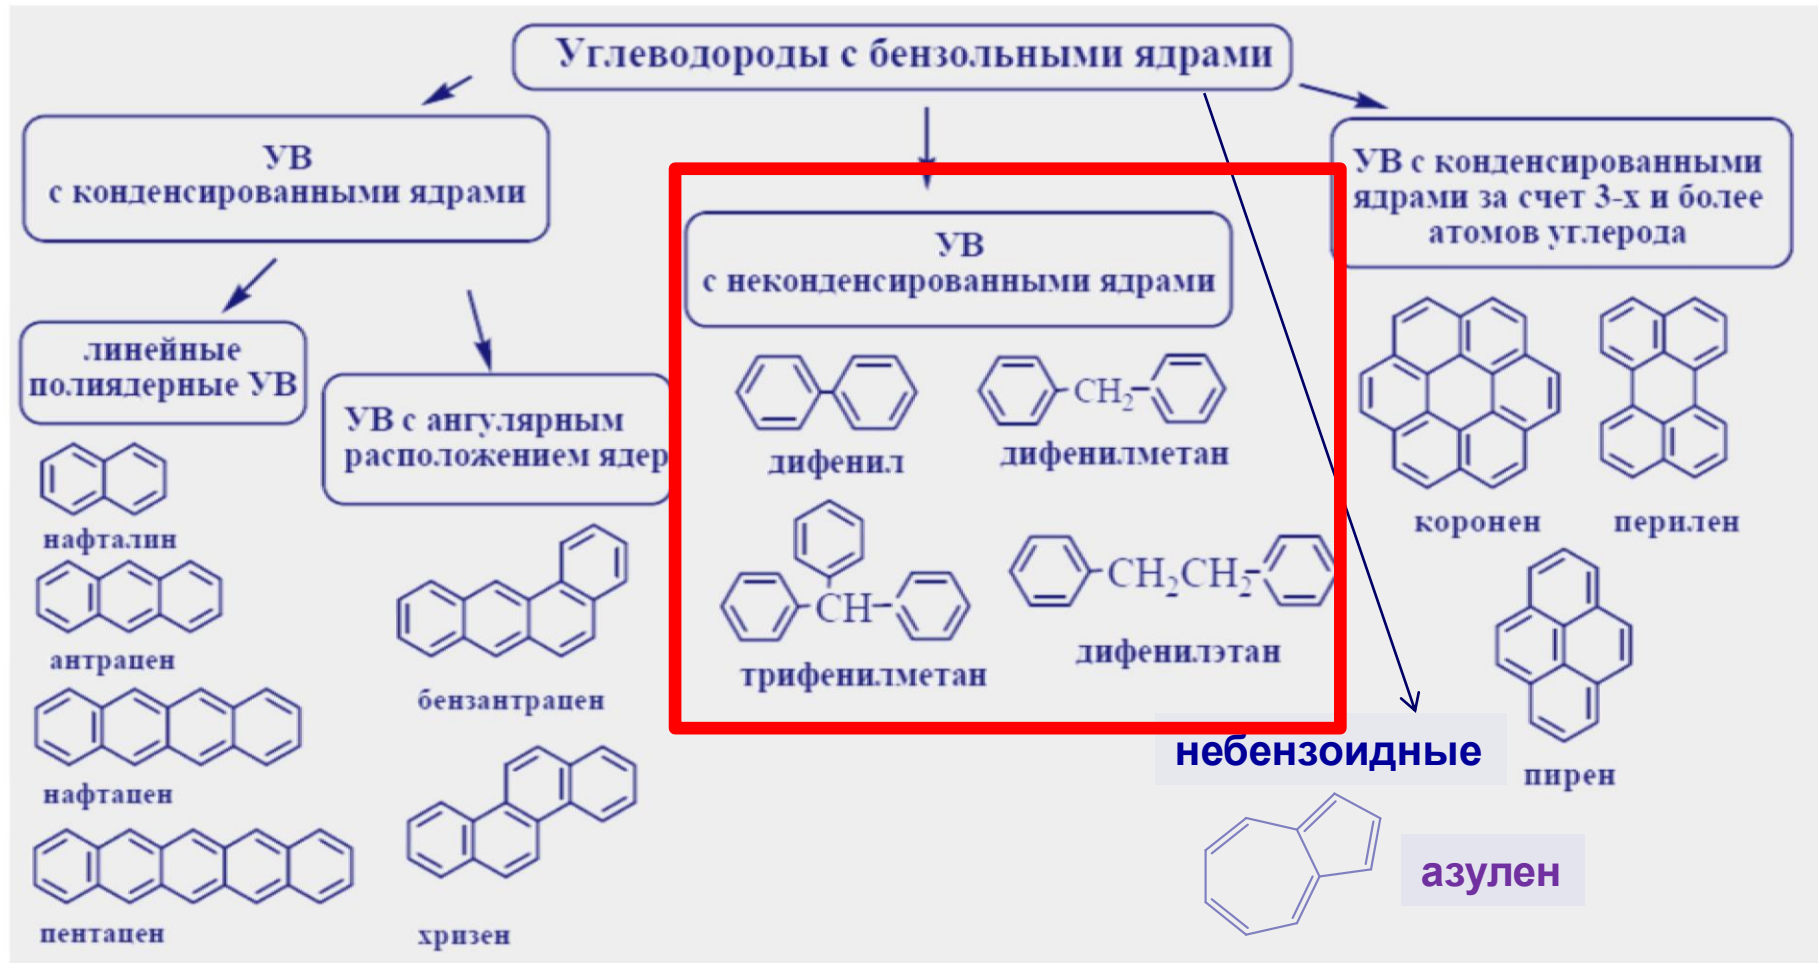 Углеводороды с бензольными ядрами
УВ
с конденсированными ядрами
линейные
полиядерные УВ
нафталин
антрацен
нафтацен
пентацен
УВ с ангулярным
расположением ядер
бензантрацен
хризен
УВ
с неконденсированными ядрами
дифенил
CH₂
дифенилметан
CH
трифенилметан
CH₂CH₂
дифенилэтан
УВ с конденсированными
ядрами за счет 3-х и более
атомов углерода
коронен
перилен
пирен
небензоидные
азулен